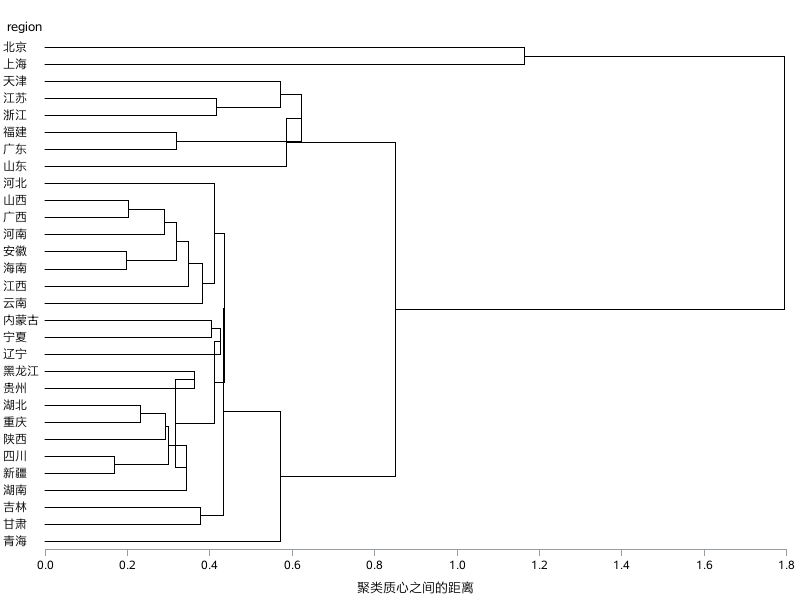 region
北京
上海
天津
江苏
浙江
福建
广东
山东
河北
山西
广西
河南
安徽
海南
江西
云南
内蒙古
宁夏
辽宁
黑龙江
贵州
湖北
重庆
陕西
四川
新疆
湖南
吉林
甘肃
青海
0.0 0.2 0.4 0.6 0.8 1.0 1.2 1.4 1.6 1.8
聚类质心之间的距离